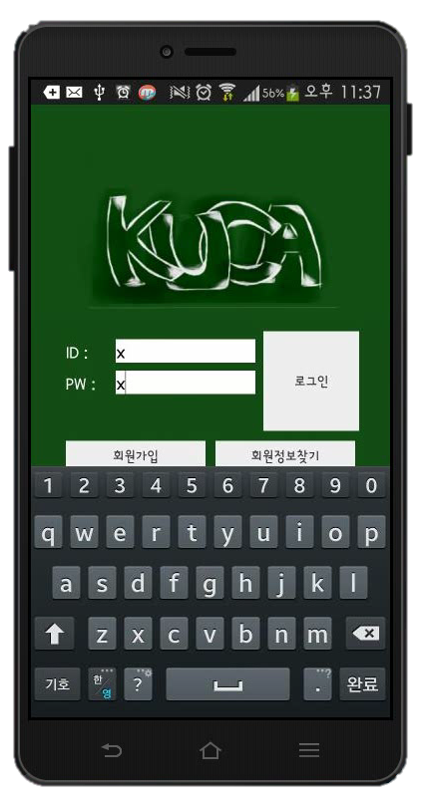 56% 오후 11:37
KUCA
ID : x
PW : x
로그인
회원가입 회원정보찾기
1 2 3 4 5 6 7 8 9 0
q w e r t y u i o p
a s d f g h j k l
z x c v b n m
기호 한영 ? . 완료